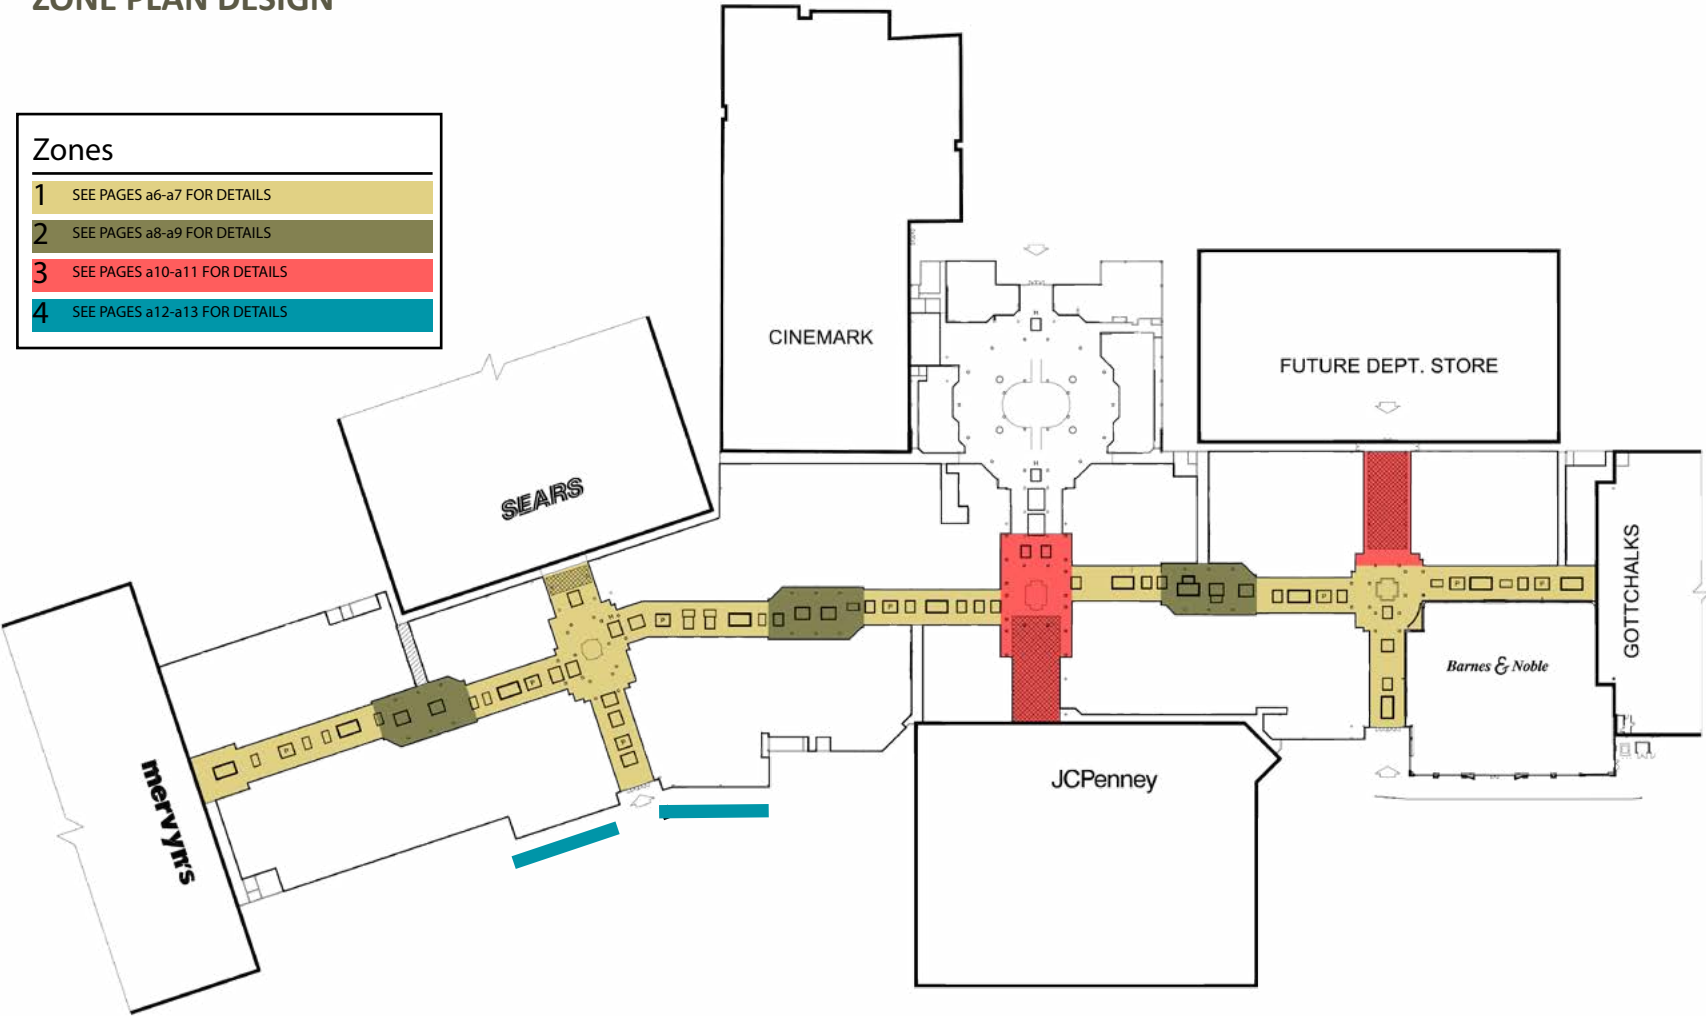 ZONE PLAN DESIGN
Zones
1 SEE PAGES a6-a7 FOR DETAILS
2 SEE PAGES a8-a9 FOR DETAILS
3 SEE PAGES a10-a11 FOR DETAILS
4 SEE PAGES a12-a13 FOR DETAILS
CINEMARK
FUTURE DEPT. STORE
SEARS
GOTTCHALKS
Barnes & Noble
mervyn's
JCPenney
P
P
P
P
P
P
P
P